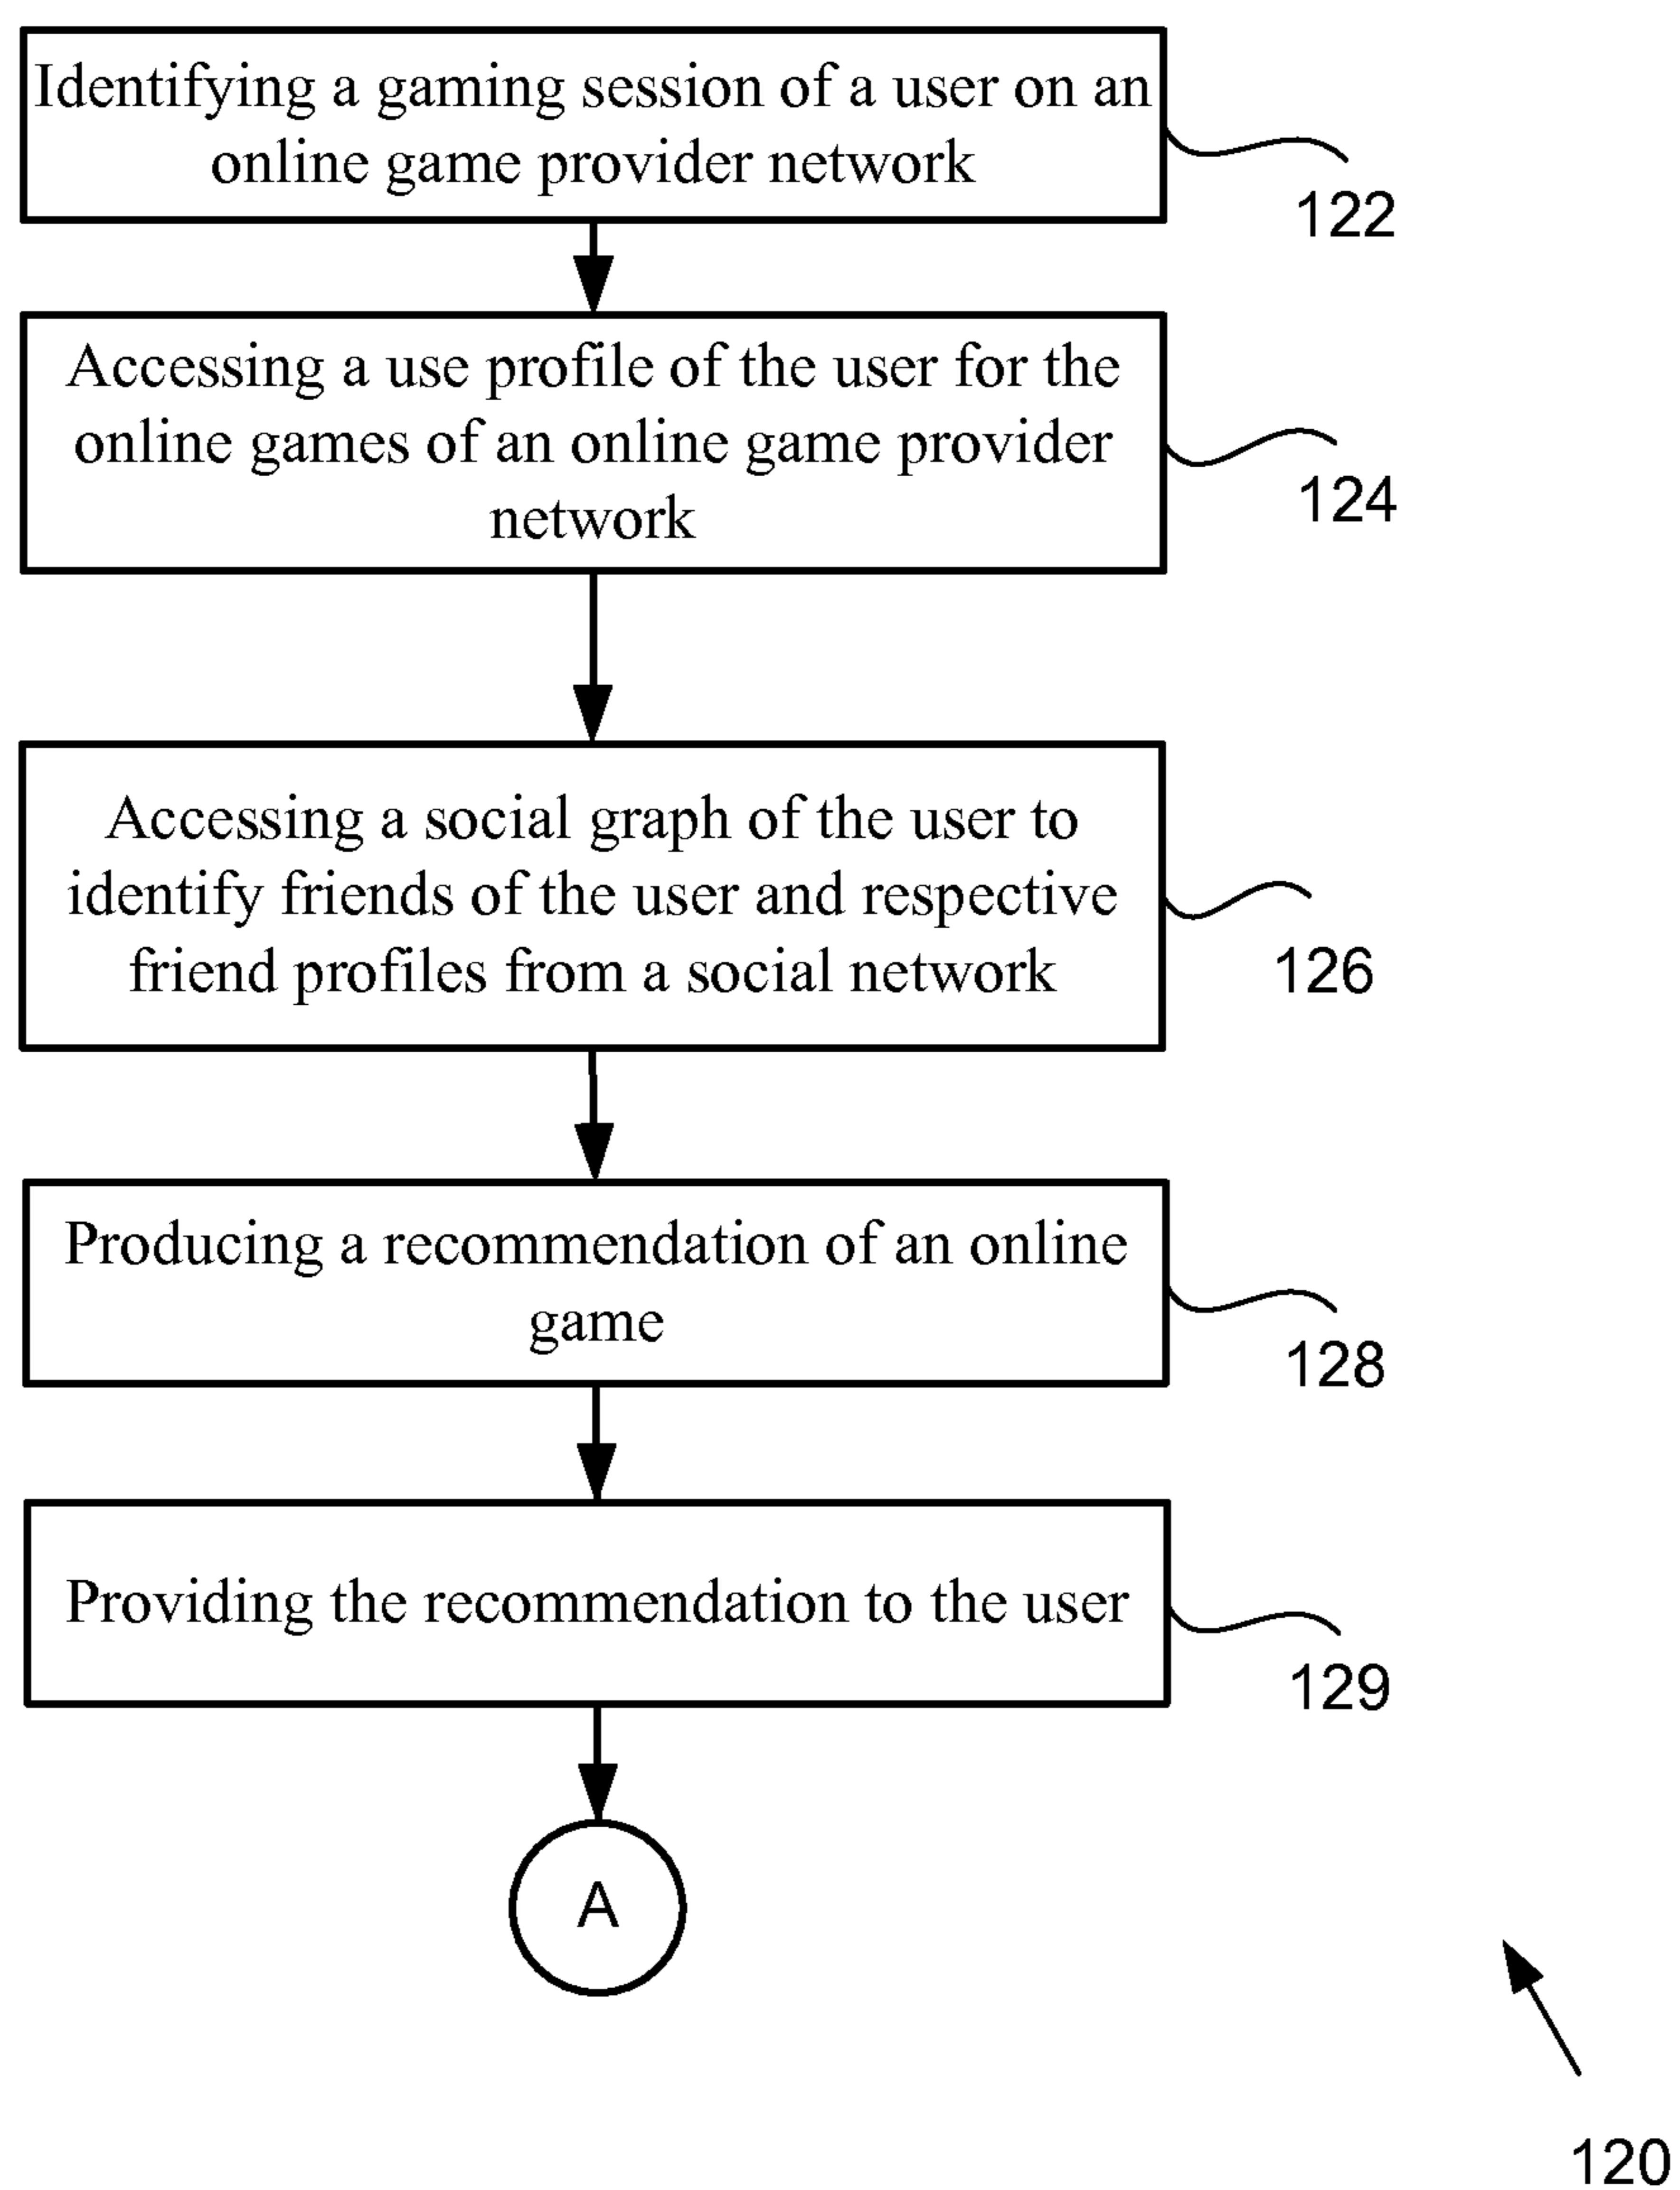 Identifying a gaming session of a user on an
online game provider network
122
Accessing a use profile of the user for the
online games of an online game provider
network
124
Accessing a social graph of the user to
identify friends of the user and respective
friend profiles from a social network
126
Producing a recommendation of an online
game
128
Providing the recommendation to the user
129
A
120